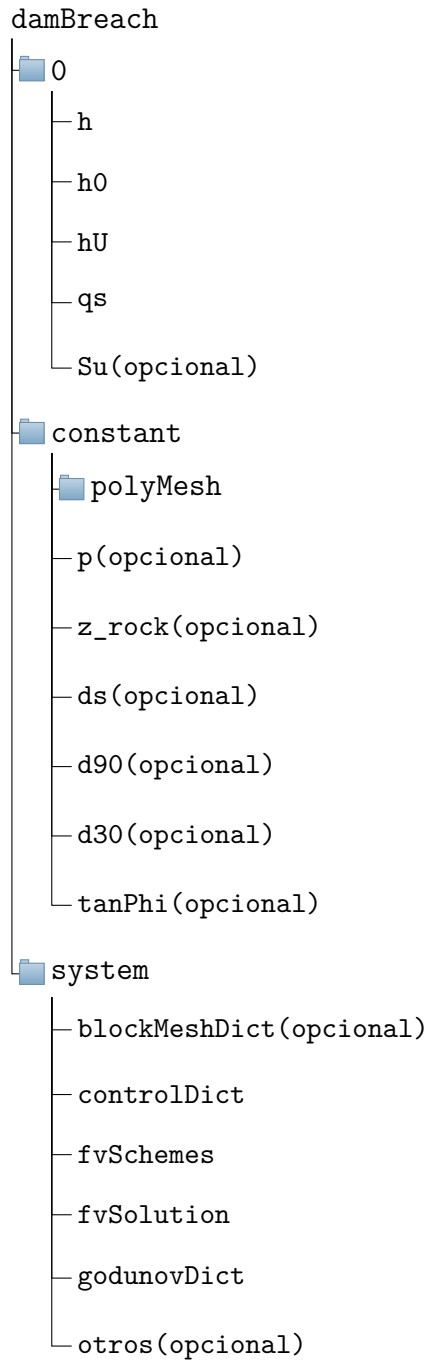 damBreach
0
h
h0
hU
qs
Su(opcional)
constant
polyMesh
p(opcional)
z_rock(opcional)
ds(opcional)
d90(opcional)
d30(opcional)
tanPhi(opcional)
system
blockMeshDict(opcional)
controlDict
fvSchemes
fvSolution
godunovDict
otros(opcional)